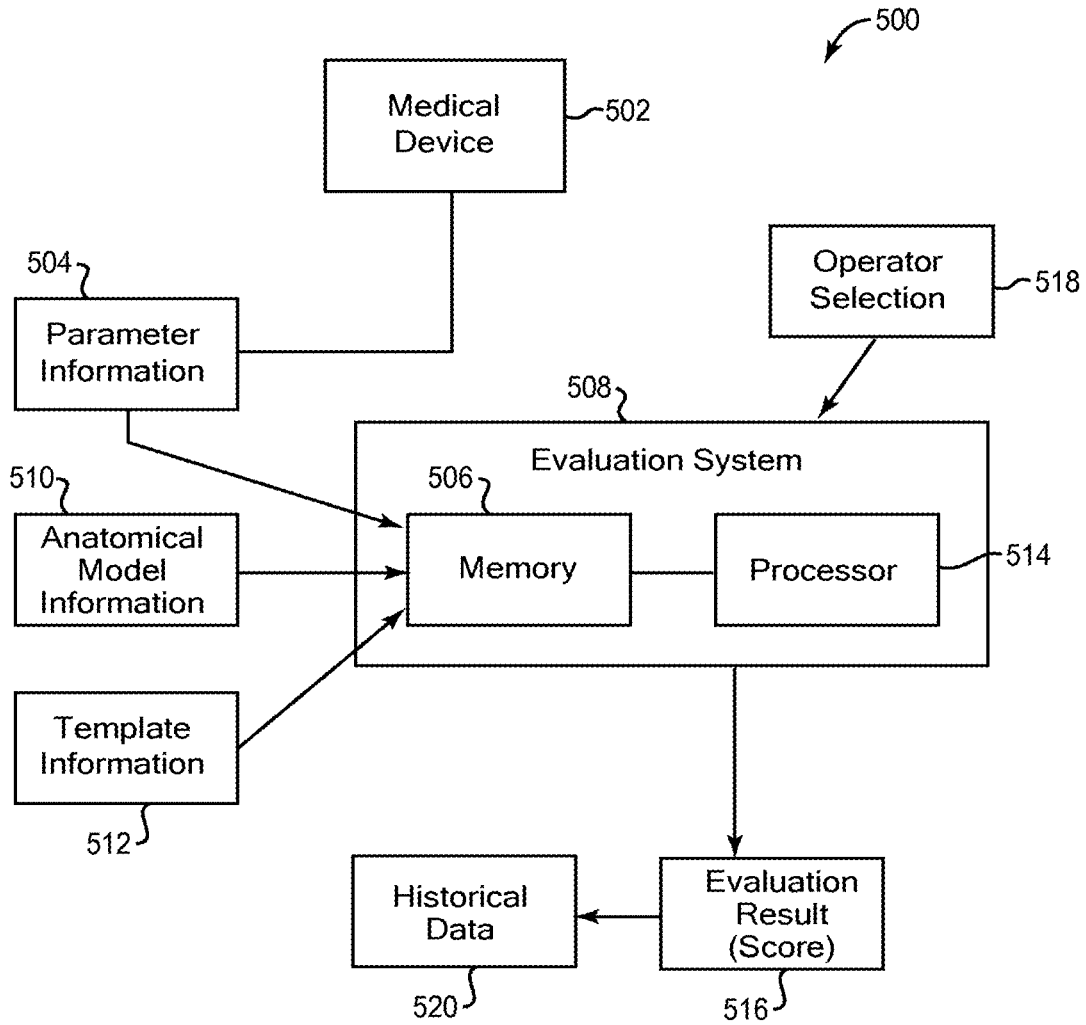 500
Medical
Device
502
504
Parameter
Information
Operator
Selection
518
508
Evaluation System
510
Anatomical
Model
Information
506
Memory
Processor
514
Template
Information
512
Historical
Data
520
Evaluation
Result
(Score)
516